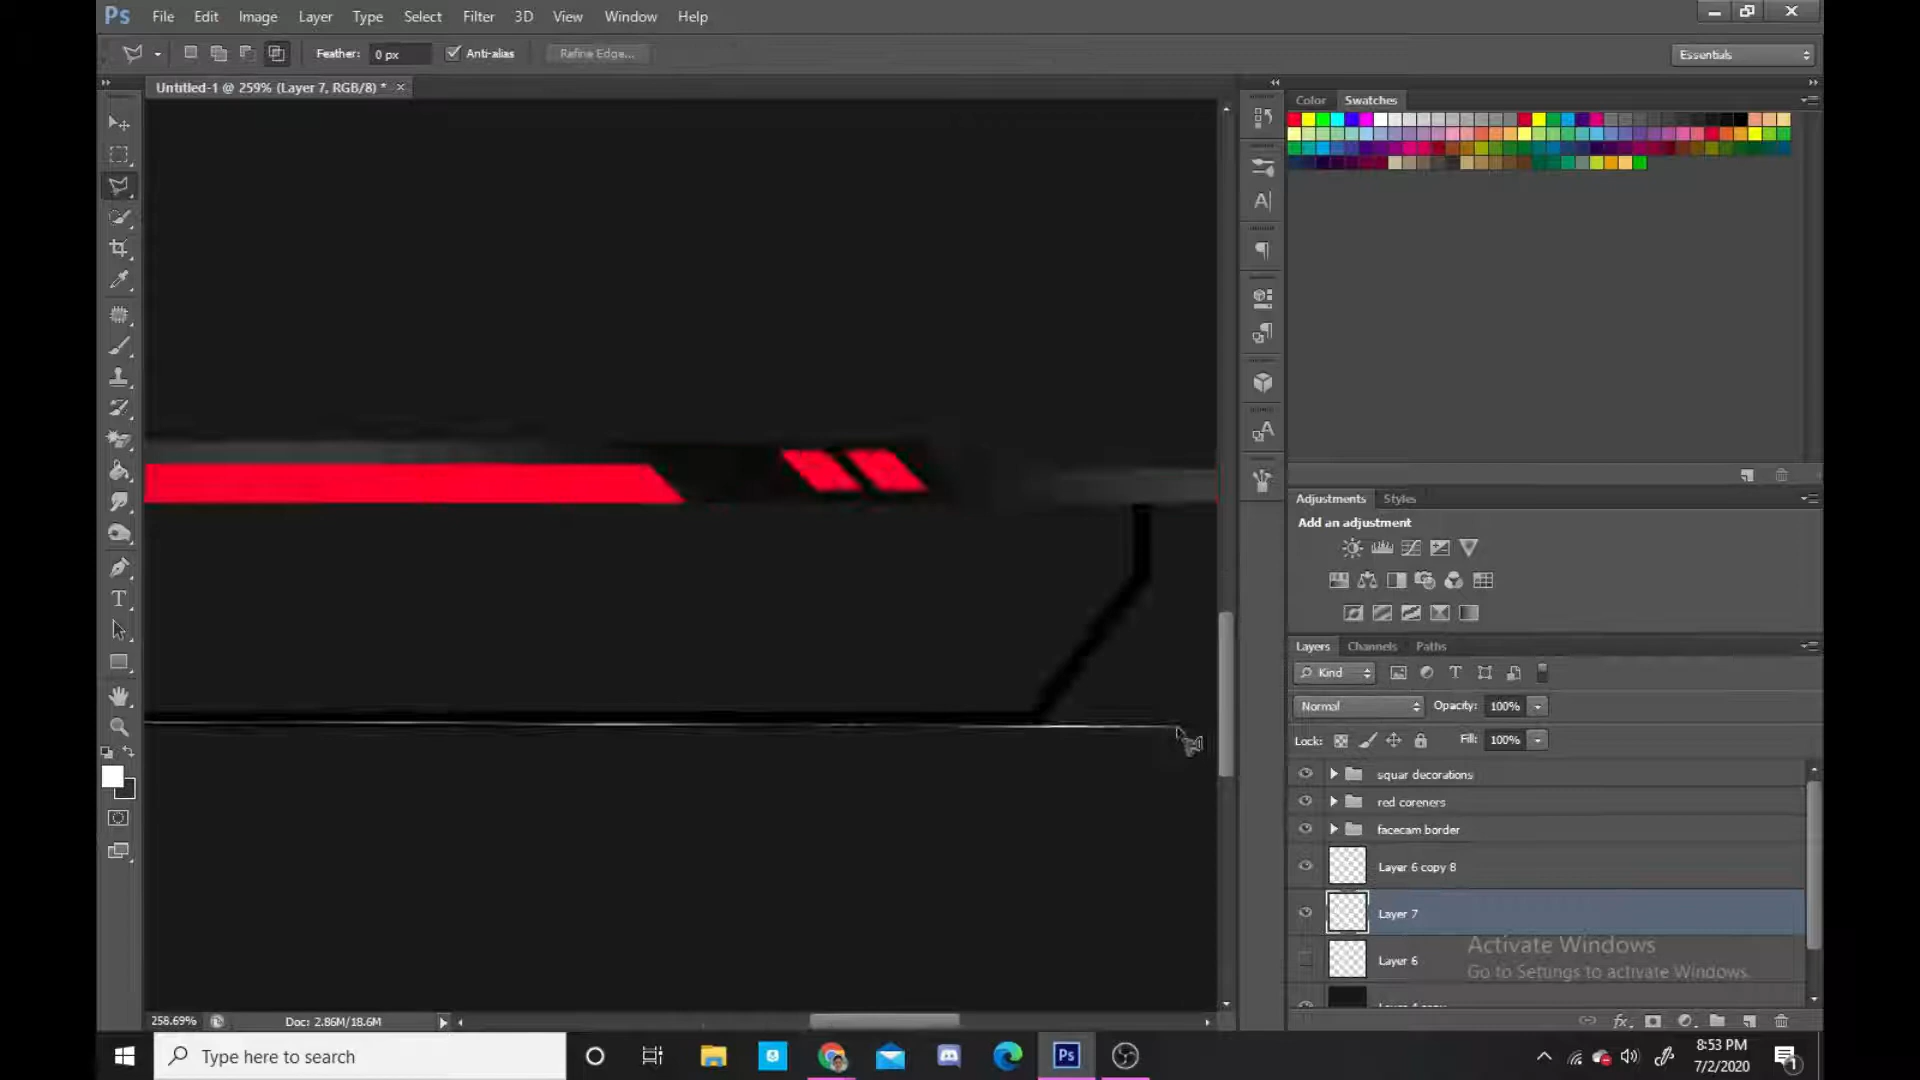 Ps File Edit Image Layer Type Select Filter 3D View Window Help
Feather: 0 px Anti-alias Refine Edge... Essentials
Untitled-1 @ 259% (Layer 7, RGB/8) *
Color Swatches
Adjustments Styles
Add an adjustment
Layers Channels Paths
Kind
Normal Opacity: 100%
Lock: Fill: 100%
squar decorations
red coreners
facecam border
Layer 6 copy 8
Layer 7
Layer 6
Activate Windows
Go to Settings to activate Windows.
258.69% Doc: 2.86M/18.6M
Type here to search
Ps
8:53 PM
7/2/2020
1